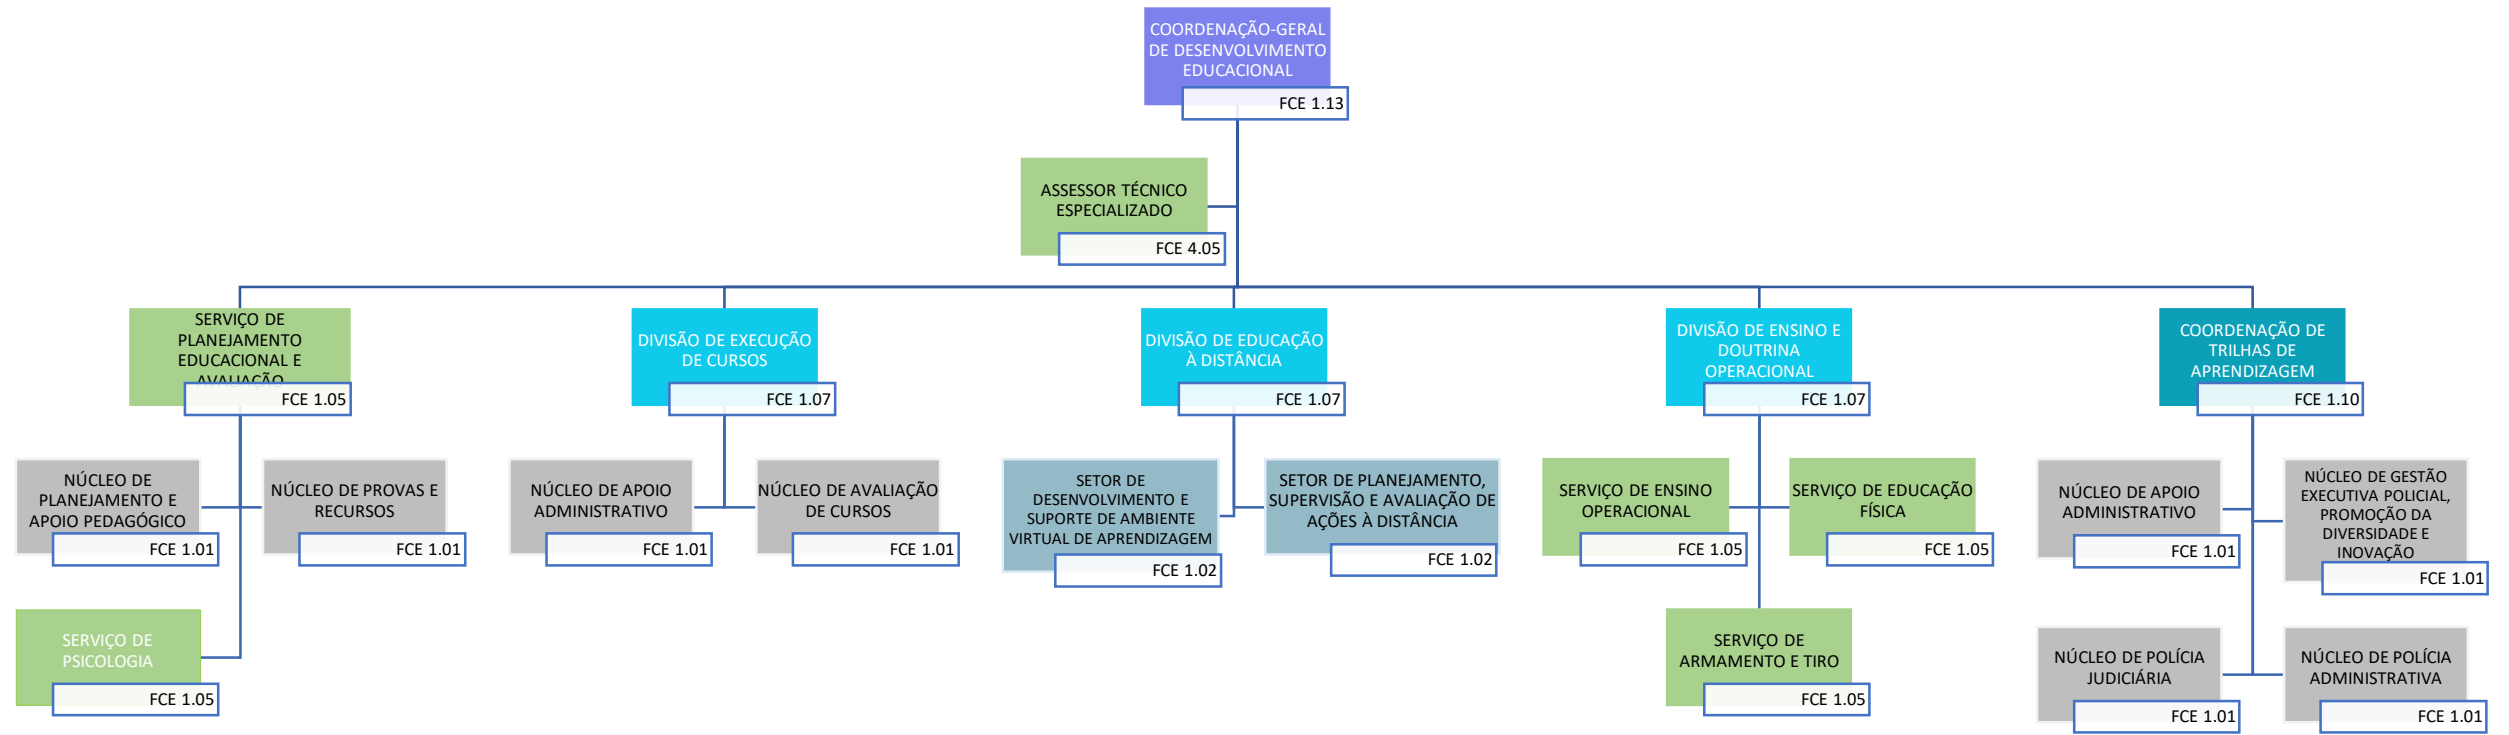 COORDENAÇÃO-GERAL
DE DESENVOLVIMENTO
EDUCACIONAL
FCE 1.13
ASSESSOR TÉCNICO
ESPECIALIZADO
FCE 4.05
SERVIÇO DE
PLANEJAMENTO
EDUCACIONAL E
AVALIAÇÃO
FCE 1.05
DIVISÃO DE EXECUÇÃO
DE CURSOS
FCE 1.07
DIVISÃO DE EDUCAÇÃO
À DISTÂNCIA
FCE 1.07
DIVISÃO DE ENSINO E
DOUTRINA
OPERACIONAL
FCE 1.07
COORDENAÇÃO DE
TRILHAS DE
APRENDIZAGEM
FCE 1.10
NÚCLEO DE
PLANEJAMENTO E
APOIO PEDAGÓGICO
FCE 1.01
NÚCLEO DE PROVAS E
RECURSOS
FCE 1.01
NÚCLEO DE APOIO
ADMINISTRATIVO
FCE 1.01
NÚCLEO DE AVALIAÇÃO
DE CURSOS
FCE 1.01
SETOR DE
DESENVOLVIMENTO E
SUPORTE DE AMBIENTE
VIRTUAL DE APRENDIZAGEM
FCE 1.02
SETOR DE PLANEJAMENTO,
SUPERVISÃO E AVALIAÇÃO DE
AÇÕES À DISTÂNCIA
FCE 1.02
SERVIÇO DE ENSINO
OPERACIONAL
FCE 1.05
SERVIÇO DE EDUCAÇÃO
FÍSICA
FCE 1.05
NÚCLEO DE APOIO
ADMINISTRATIVO
FCE 1.01
NÚCLEO DE GESTÃO
EXECUTIVA POLICIAL,
PROMOÇÃO DA
DIVERSIDADE E
INOVAÇÃO
FCE 1.01
SERVIÇO DE
PSICOLOGIA
FCE 1.05
SERVIÇO DE
ARMAMENTO E TIRO
FCE 1.05
NÚCLEO DE POLÍCIA
JUDICIÁRIA
FCE 1.01
NÚCLEO DE POLÍCIA
ADMINISTRATIVA
FCE 1.01